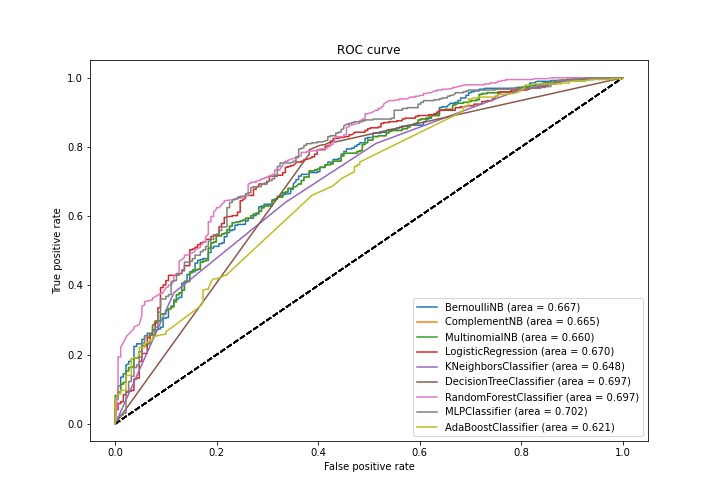 ROC curve
1.0
0.8
0.6
0.4
0.2
0.0
True positive rate
BernoulliNB (area = 0.667)
ComplementNB (area = 0.665)
MultinomialNB (area = 0.660)
LogisticRegression (area = 0.670)
KNeighborsClassifier (area = 0.648)
DecisionTreeClassifier (area = 0.697)
RandomForestClassifier (area = 0.697)
MLPClassifier (area = 0.702)
AdaBoostClassifier (area = 0.621)
0.0 0.2 0.4 0.6 0.8 1.0
False positive rate